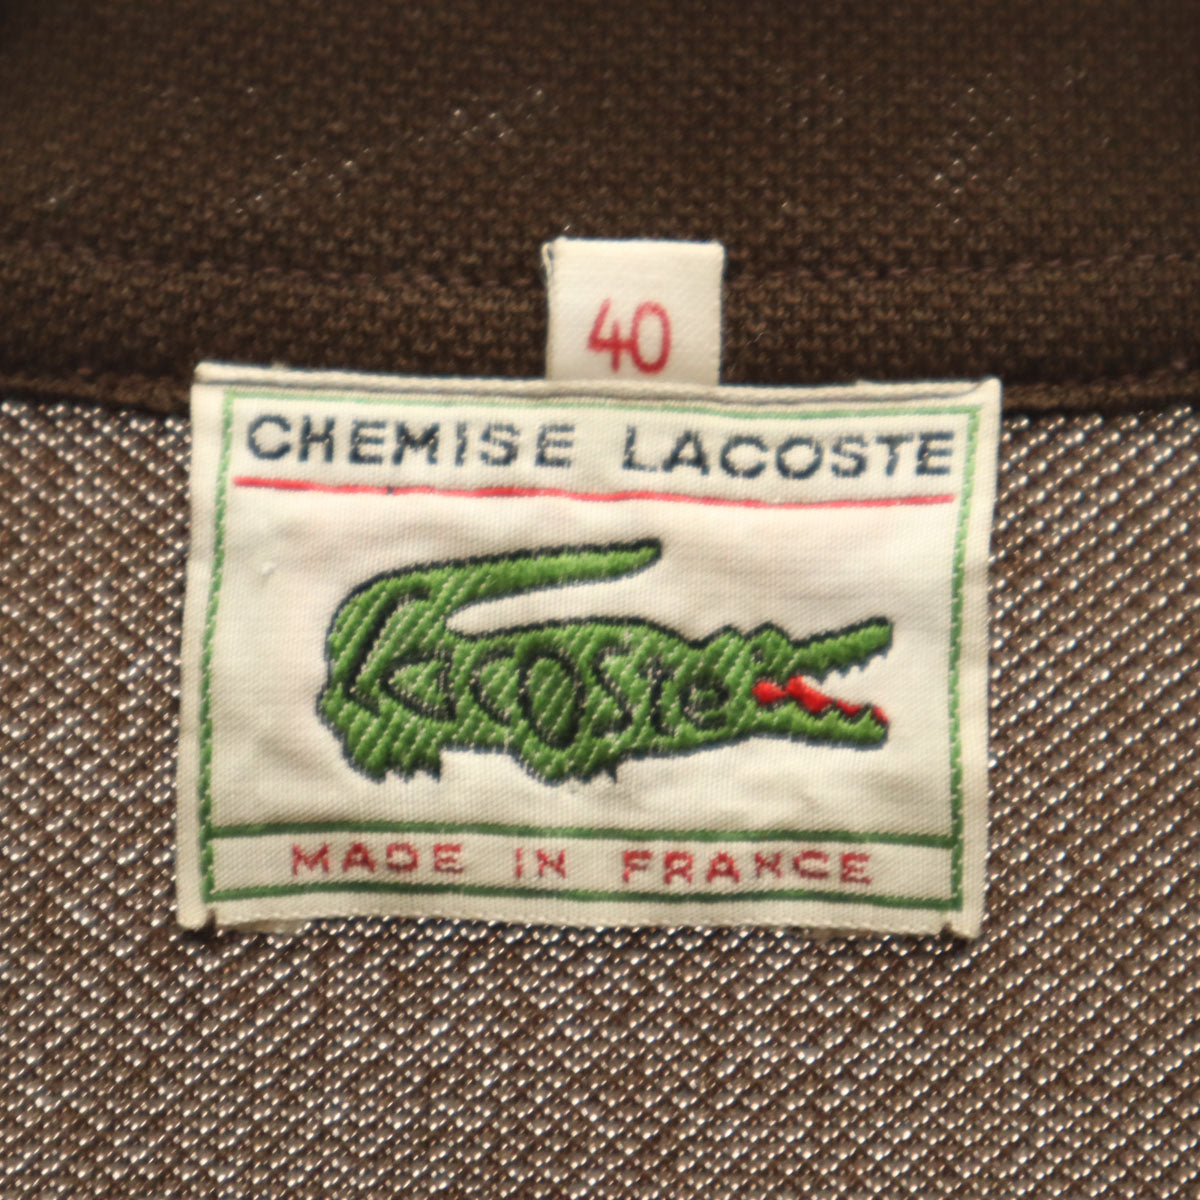 40
CHEMISE LACOSTE
Lacoste
MADE IN FRANCE